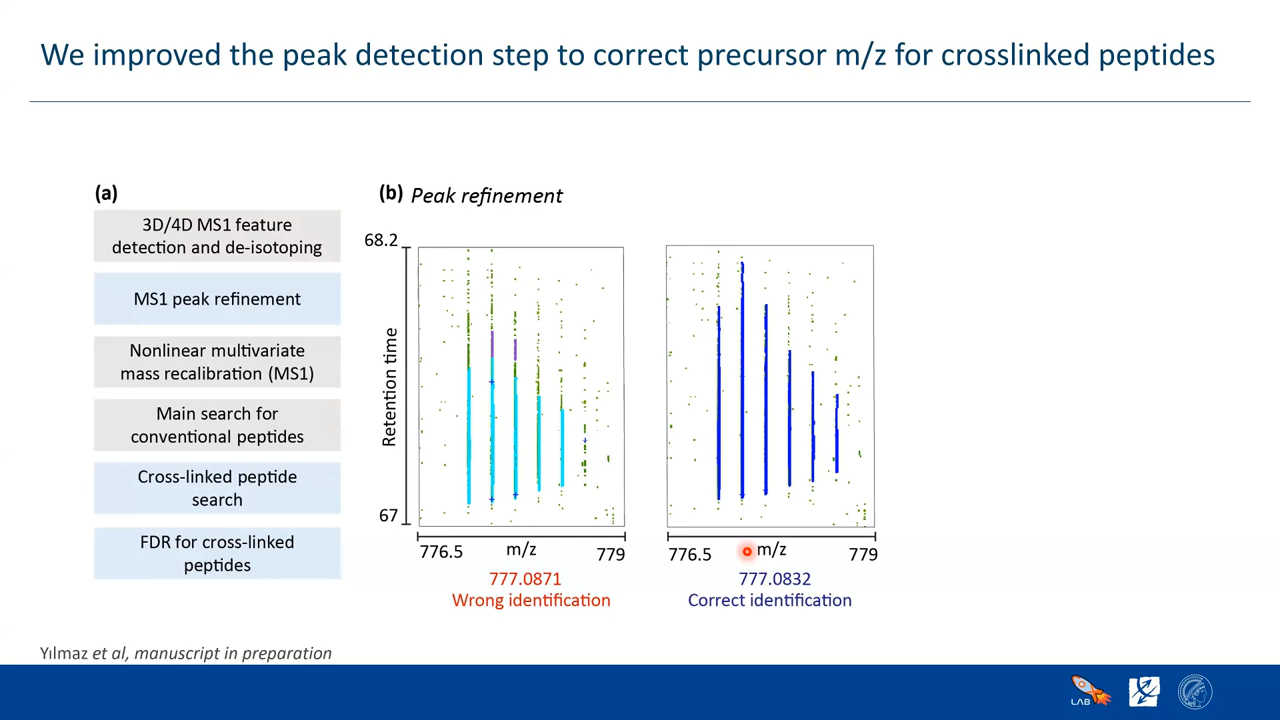 We improved the peak detection step to correct precursor m/z for crosslinked peptides
(a)
3D/4D MS1 feature
detection and de-isotoping
MS1 peak refinement
Nonlinear multivariate
mass recalibration (MS1)
Main search for
conventional peptides
Cross-linked peptide
search
FDR for cross-linked
peptides
(b) Peak refinement
68.2
Retention time
67
776.5 m/z 779
777.0871
Wrong identification
776.5 m/z 779
777.0832
Correct identification
Yılmaz et al, manuscript in preparation
LAB